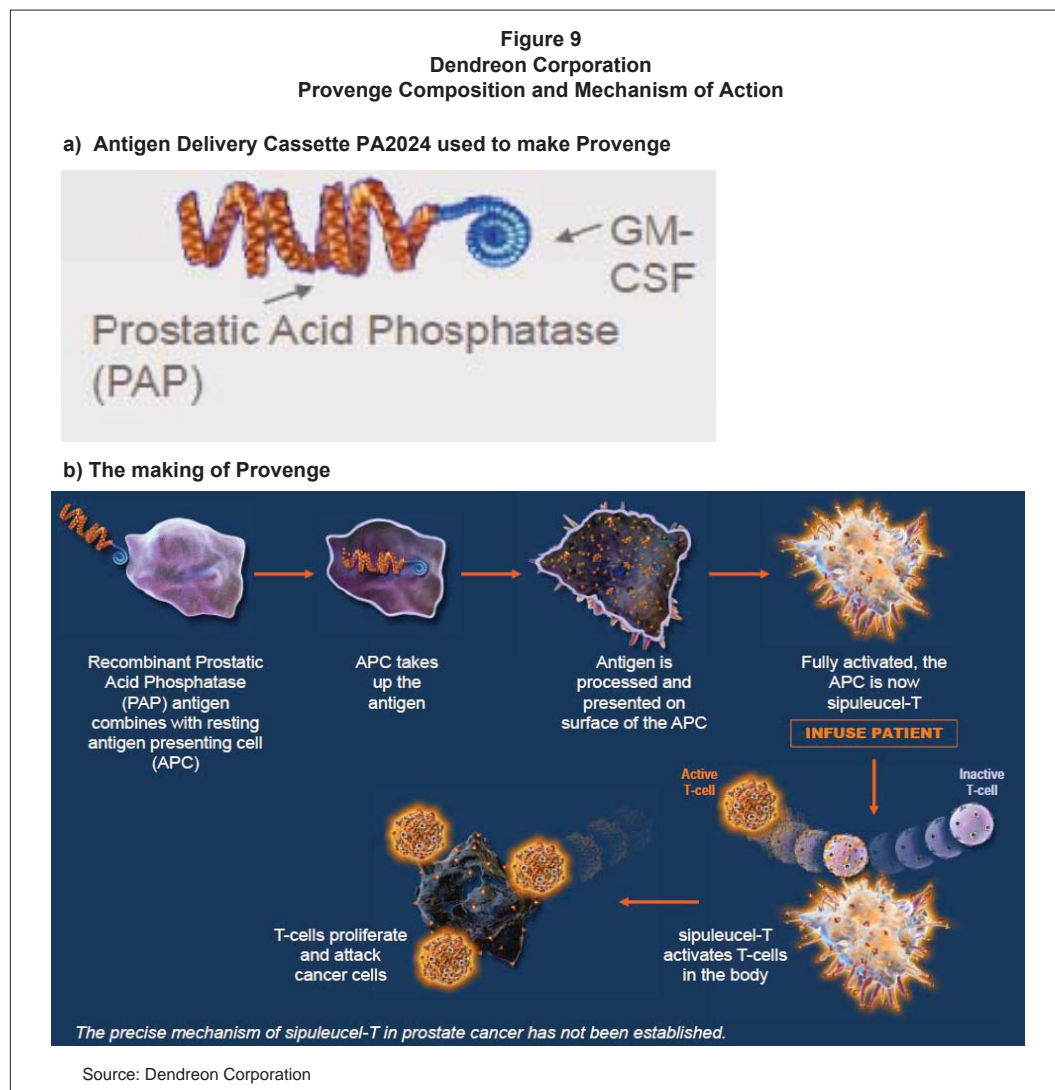 Figure 9
Dendreon Corporation
Provenge Composition and Mechanism of Action
a) Antigen Delivery Cassette PA2024 used to make Provenge
GM-
CSF
Prostatic Acid Phosphatase
(PAP)
b) The making of Provenge
Recombinant Prostatic
Acid Phosphatase
(PAP) antigen
combines with resting
antigen presenting cell
(APC)
APC takes
up the
antigen
Antigen is
processed and
presented on
surface of the APC
Fully activated, the
APC is now
sipuleucel-T
INFUSE PATIENT
Active
T-cell
Inactive
T-cell
T-cells proliferate
and attack
cancer cells
sipuleucel-T
activates T-cells
in the body
The precise mechanism of sipuleucel-T in prostate cancer has not been established.
Source: Dendreon Corporation